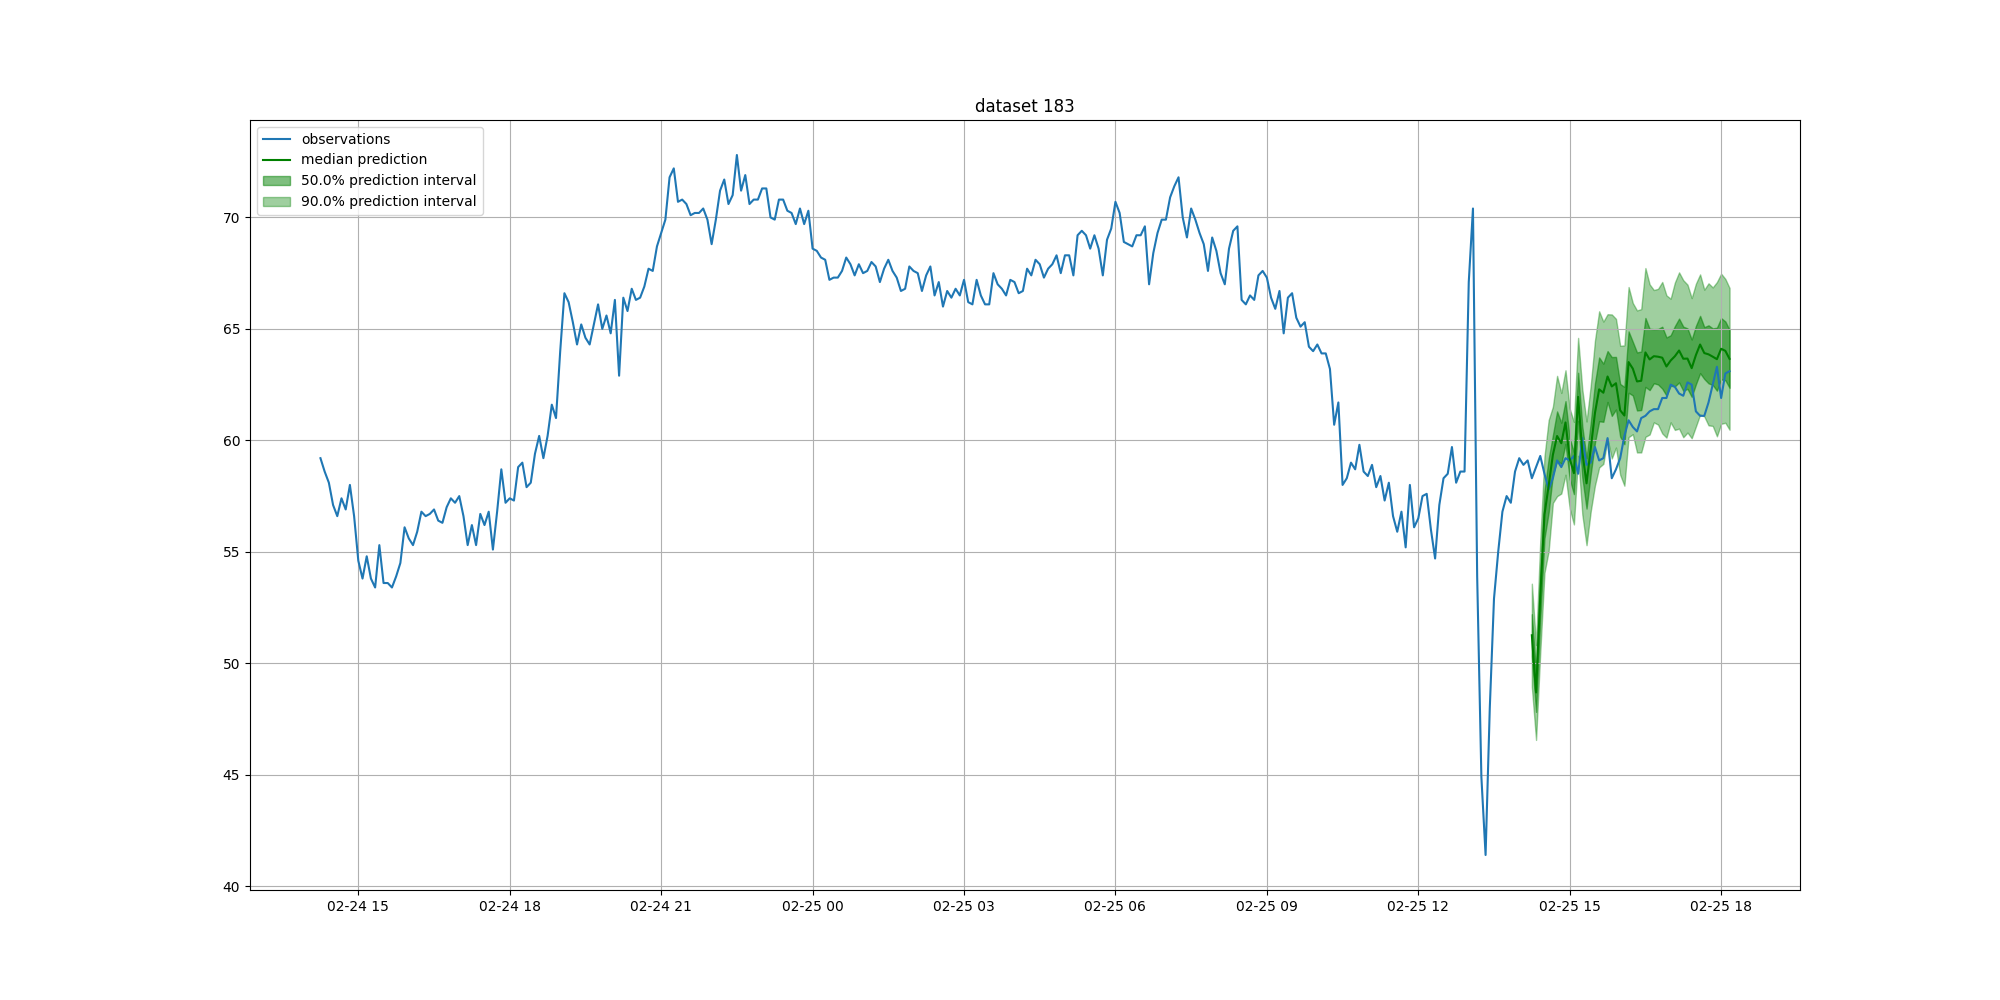 dataset 183
observations
median prediction
50.0% prediction interval
90.0% prediction interval
70
65
60
55
50
45
40
02-24 15 02-24 18 02-24 21 02-25 00 02-25 03 02-25 06 02-25 09 02-25 12 02-25 15 02-25 18